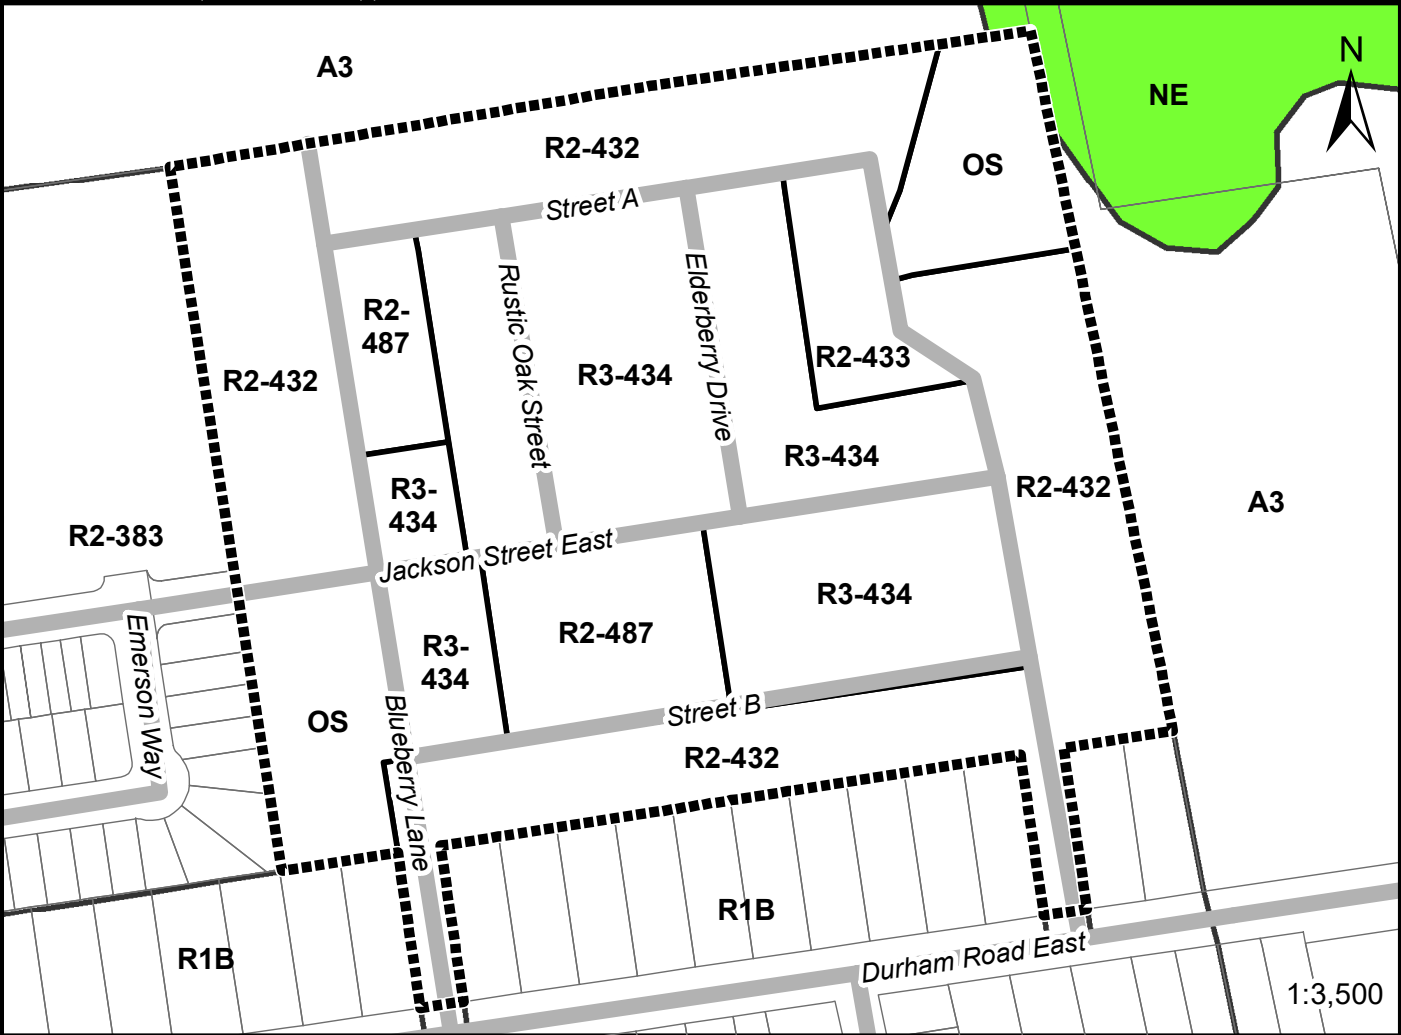 A3
N
NE
R2-432
OS
Street A
R2-
487
Rustic Oak Street
Elderberry Drive
R2-433
R2-432
R3-434
R3-434
R3-
434
R2-432
A3
R2-383
Jackson Street East
R3-434
Emerson Way
R2-487
R3-
434
OS
Blueberry Lane
Street B
R2-432
R1B
R1B
Durham Road East
1:3,500